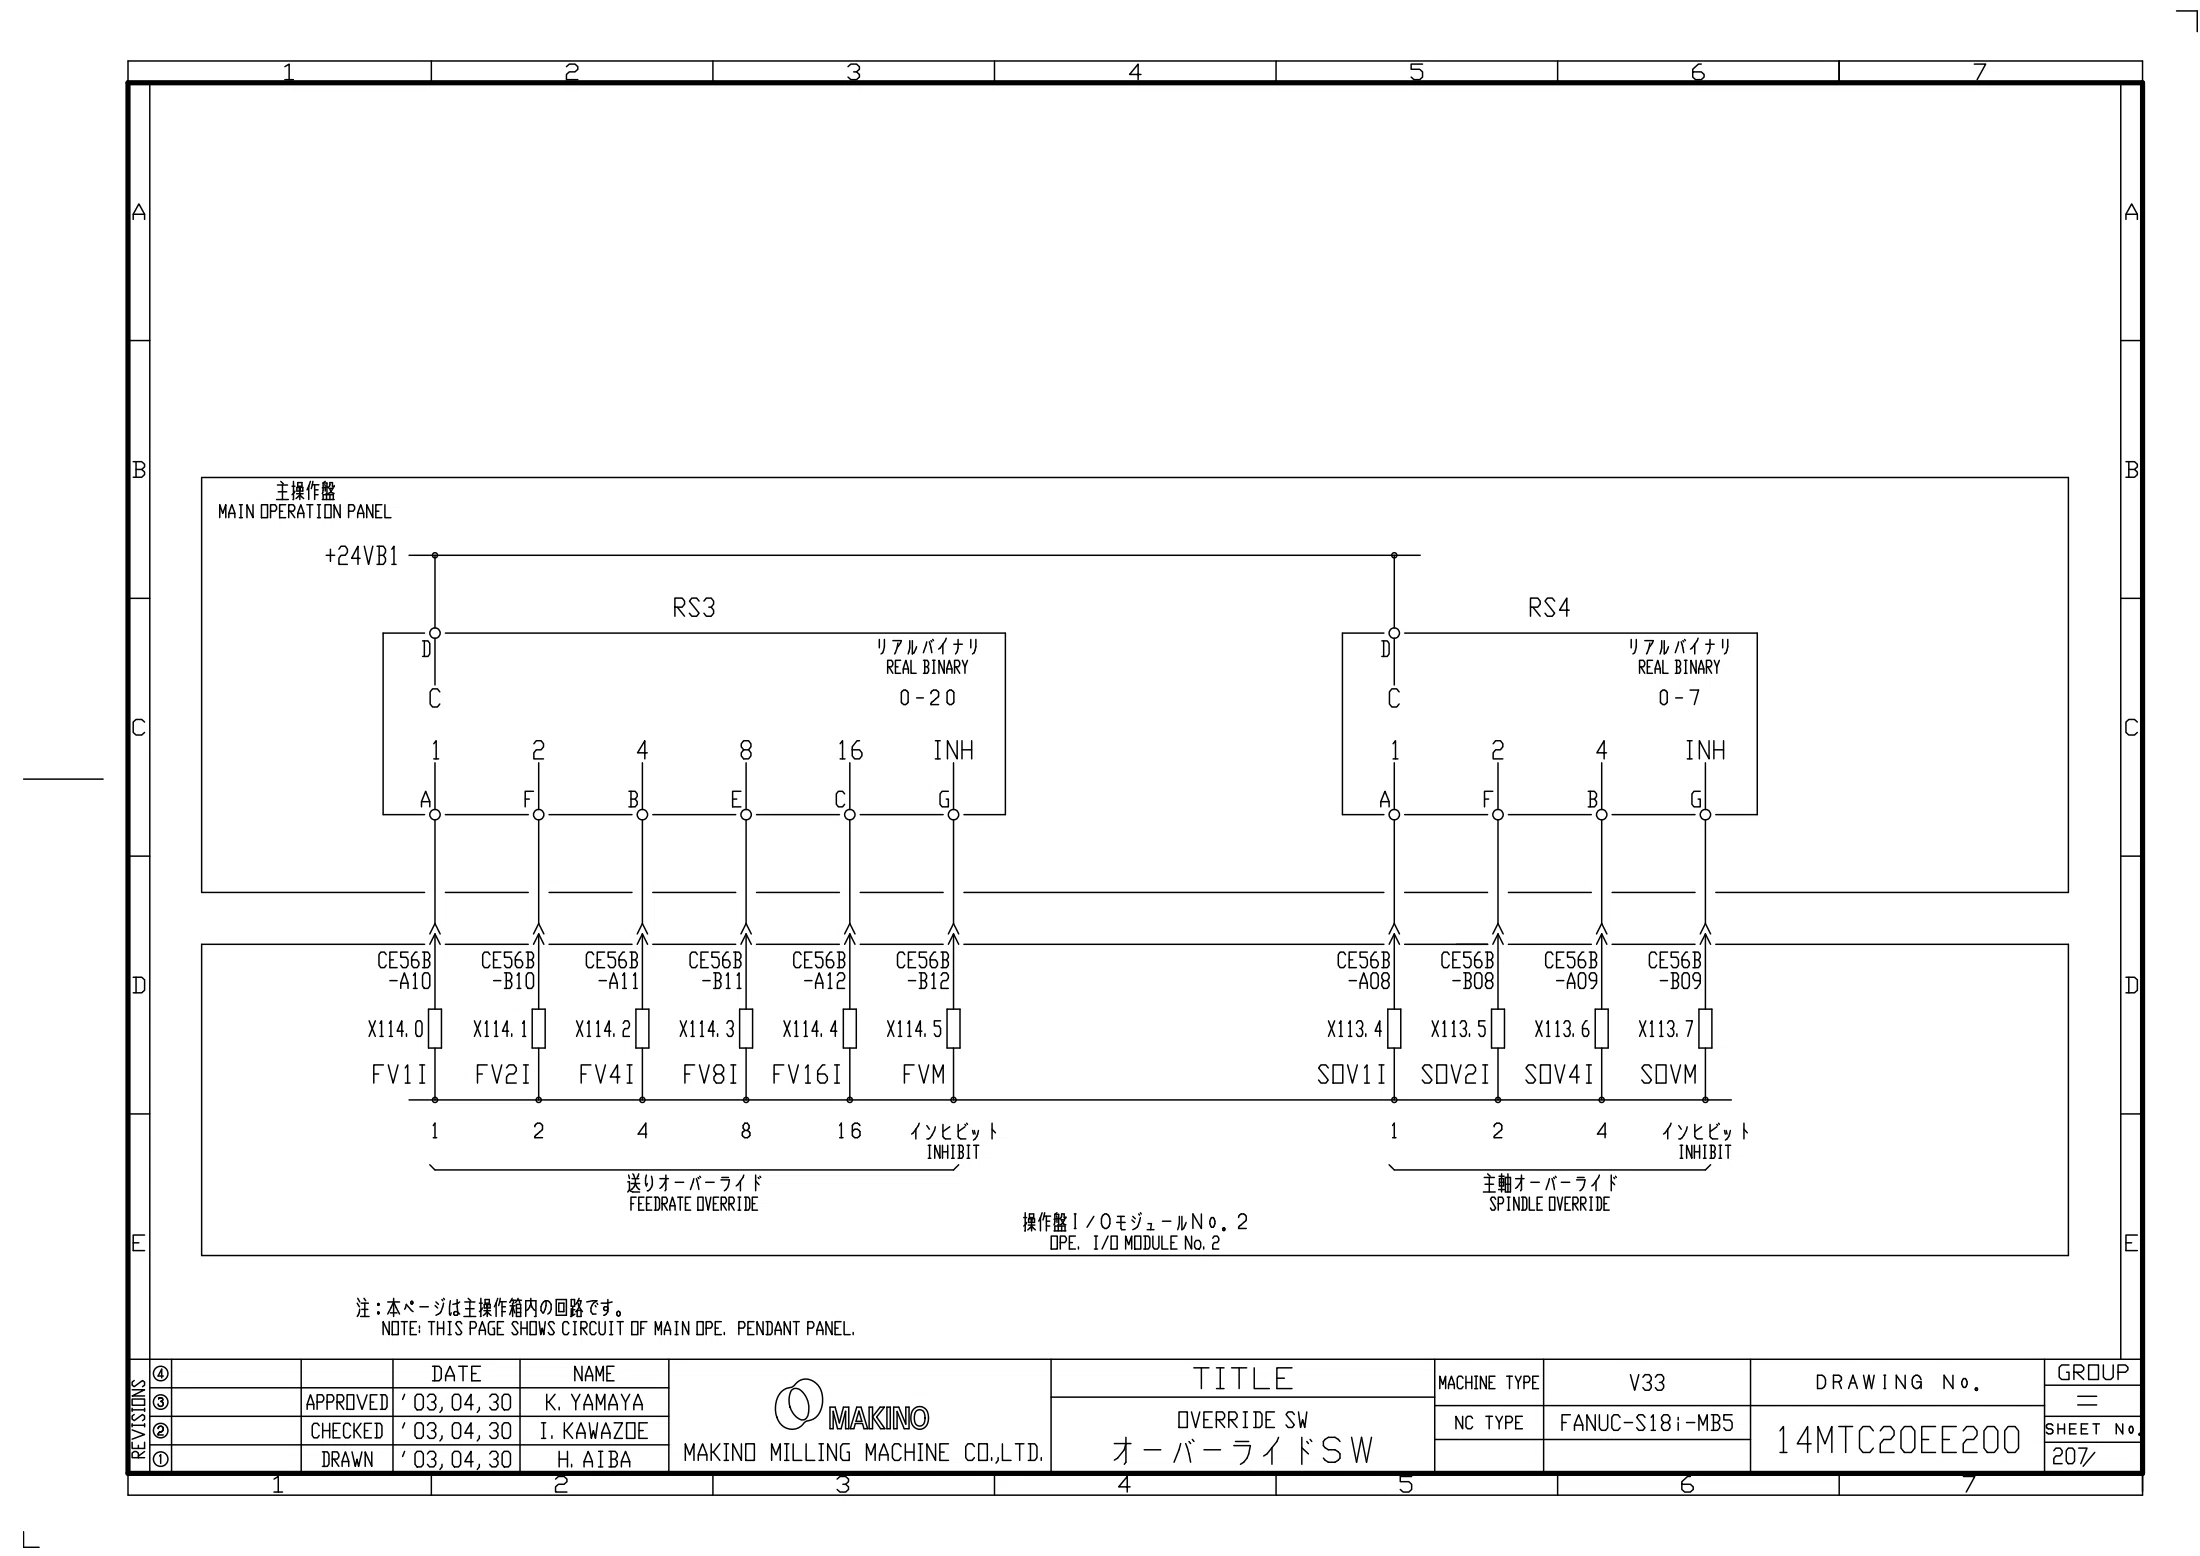 1 2 3 4 5 6 7
A A
B B
C C
D D
E E
主操作盤
MAIN OPERATION PANEL
+24VB1
RS3 RS4
D D
リアルバイナリ リアルバイナリ
REAL BINARY REAL BINARY
C 0-20 C 0-7
1 2 4 8 16 INH 1 2 4 INH
A F B E C G A F B G
CE56B CE56B CE56B CE56B CE56B CE56B CE56B CE56B CE56B CE56B
-A10 -B10 -A11 -B11 -A12 -B12 -A08 -B08 -A09 -B09
X114.0 X114.1 X114.2 X114.3 X114.4 X114.5 X113.4 X113.5 X113.6 X113.7
FV1I FV2I FV4I FV8I FV16I FVM SOV1I SOV2I SOV4I SOVM
1 2 4 8 16 インヒビット 1 2 4 インヒビット
INHIBIT INHIBIT
送りオーバーライド 主軸オーバーライド
FEEDRATE OVERRIDE SPINDLE OVERRIDE
操作盤I/OモジュールNo.2
OPE. I/O MODULE No.2
注:本ページは主操作箱内の回路です。
NOTE: THIS PAGE SHOWS CIRCUIT OF MAIN OPE. PENDANT PANEL.
REVISIONS
④ DATE NAME
③ APPROVED '03,04,30 K. YAMAYA
② CHECKED '03,04,30 I. KAWAZOE
① DRAWN '03,04,30 H. AIBA
MAKINO
MAKINO MILLING MACHINE CO.,LTD.
TITLE
OVERRIDE SW
オーバーライドSW
MACHINE TYPE V33
NC TYPE FANUC-S18i-MB5
DRAWING No.
14MTC20EE200
GROUP
=
SHEET No.
207/
1 2 3 4 5 6 7